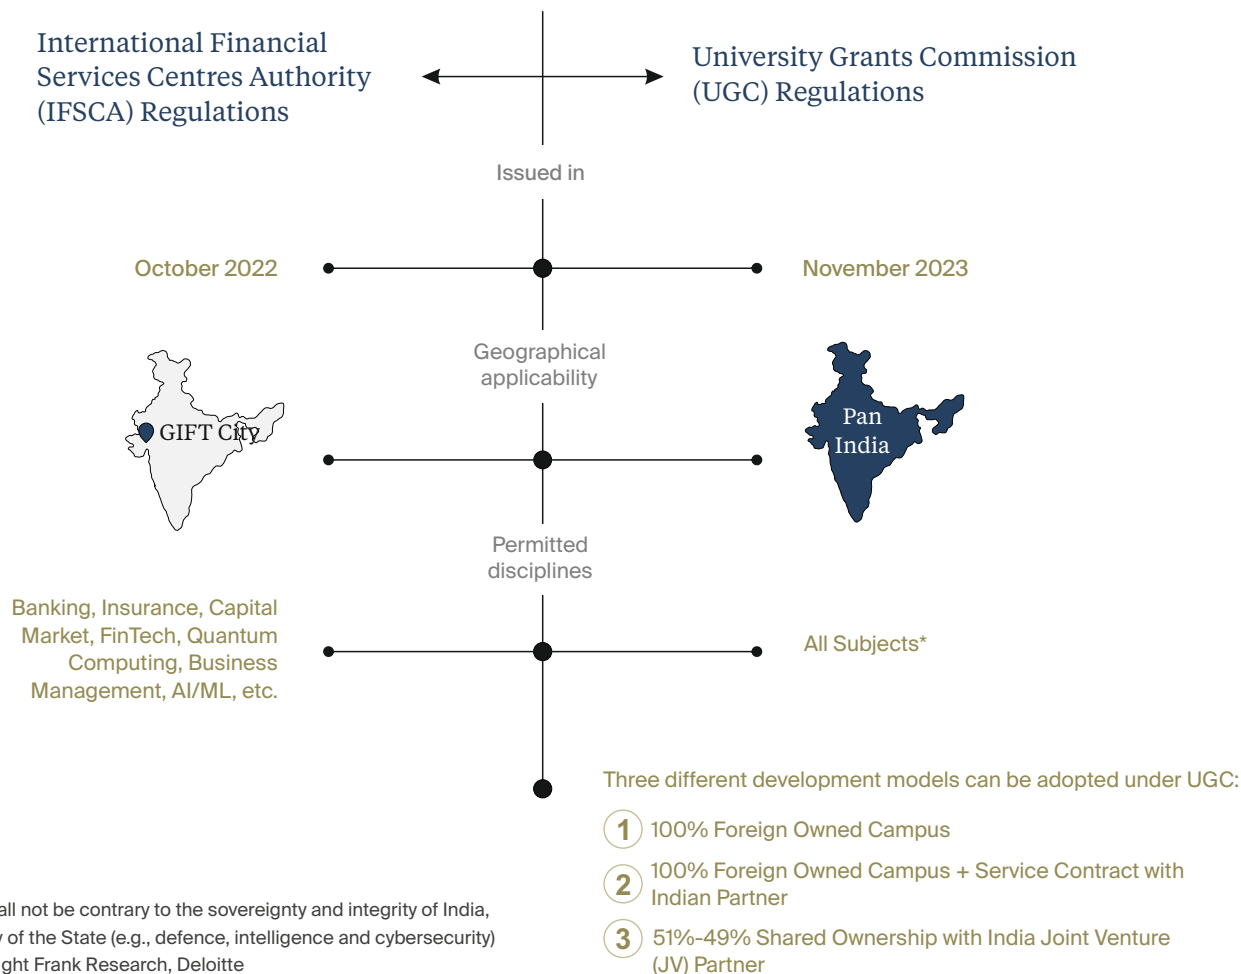 International Financial
Services Centres Authority
(IFSCA) Regulations
University Grants Commission
(UGC) Regulations
Issued in
October 2022
November 2023
Geographical
applicability
GIFT City
Pan
India
Permitted
disciplines
Banking, Insurance, Capital
Market, FinTech, Quantum
Computing, Business
Management, AI/ML, etc.
All Subjects*
Three different development models can be adopted under UGC:
1 100% Foreign Owned Campus
2 100% Foreign Owned Campus + Service Contract with
Indian Partner
3 51%-49% Shared Ownership with India Joint Venture
(JV) Partner
not be contrary to the sovereignty and integrity of India,
of the State (e.g., defence, intelligence and cybersecurity)
Frank Research, Deloitte